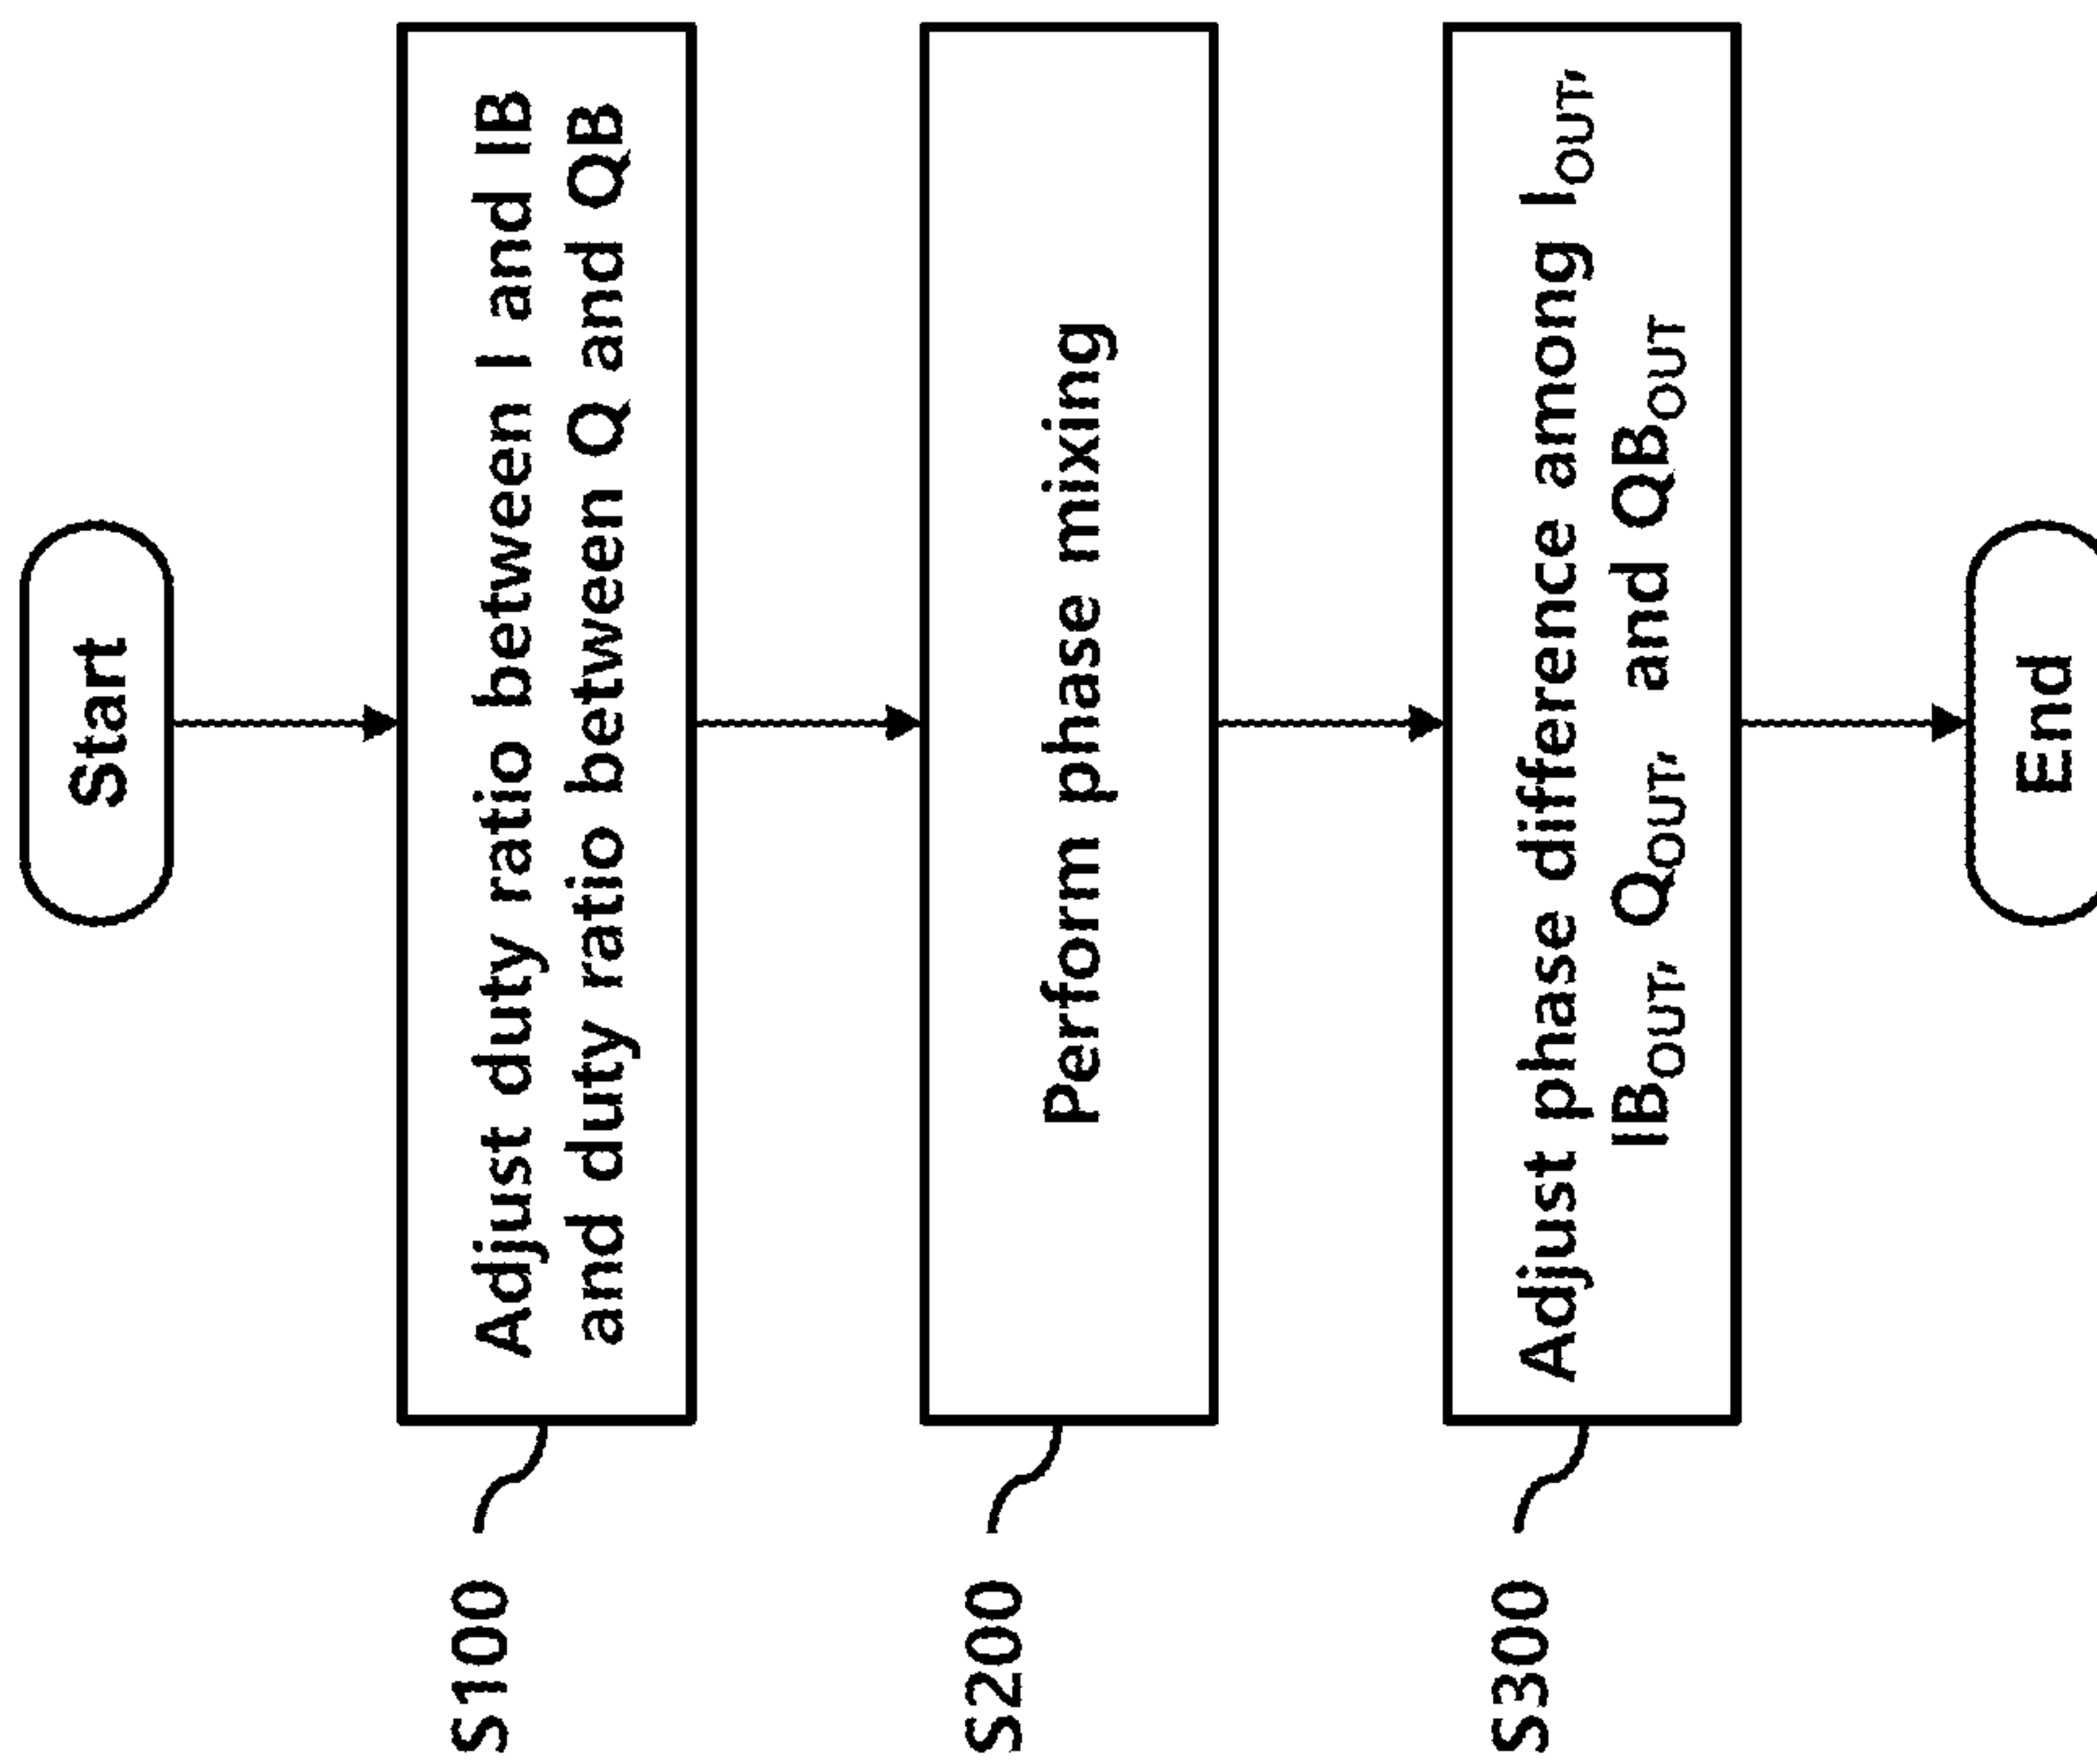 Start
S100
Adjust duty ratio between I and IB
and duty ratio between Q and QB
S200
Perform phase mixing
S300
Adjust phase difference among IOUT,
IBOUT, QOUT, and QBOUT
End